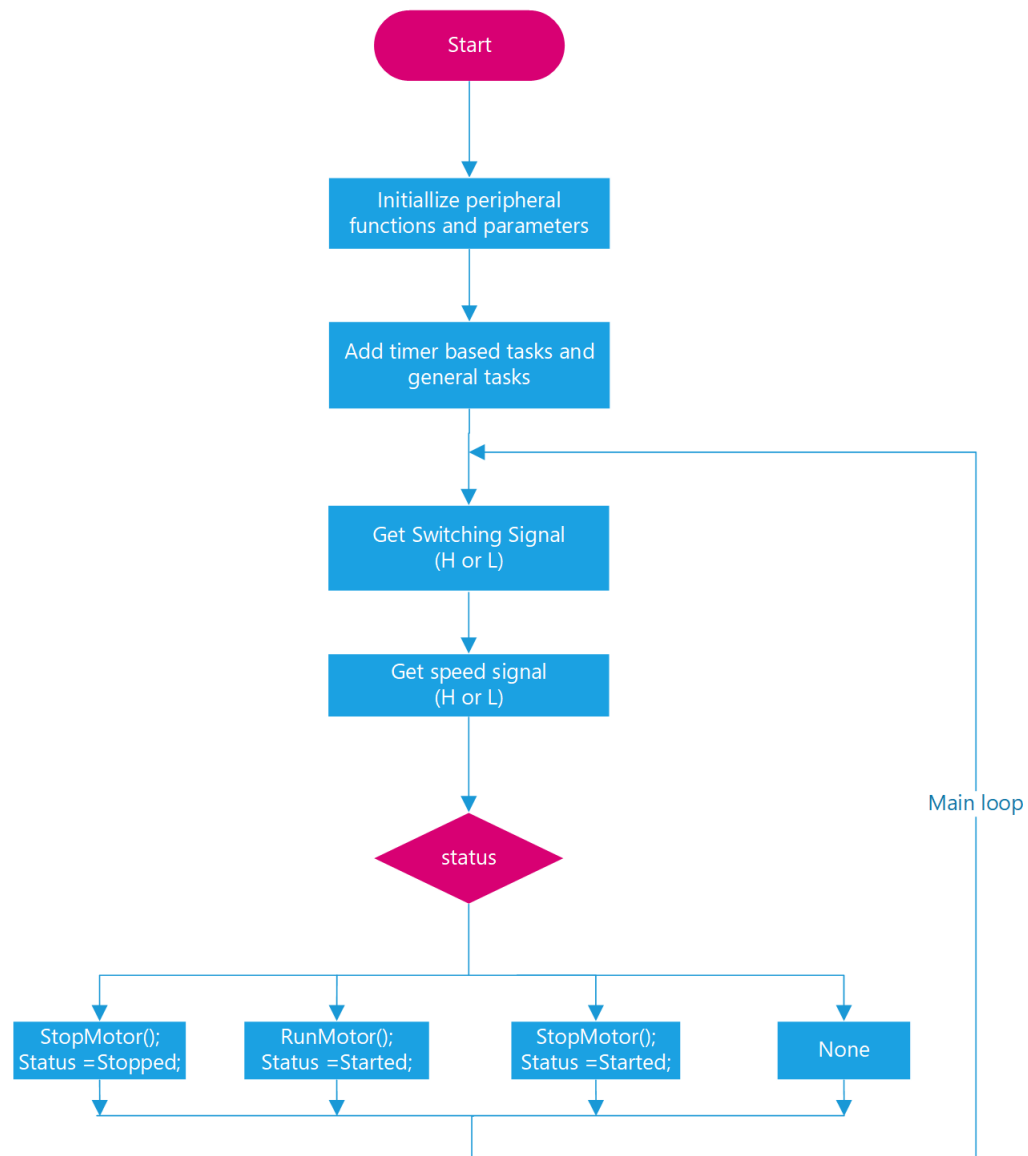 Start
Initiallize peripheral
functions and parameters
Add timer based tasks and
general tasks
Get Switching Signal
(H or L)
Get speed signal
(H or L)
Main loop
status
StopMotor();
Status =Stopped;
RunMotor();
Status =Started;
StopMotor();
Status =Started;
None